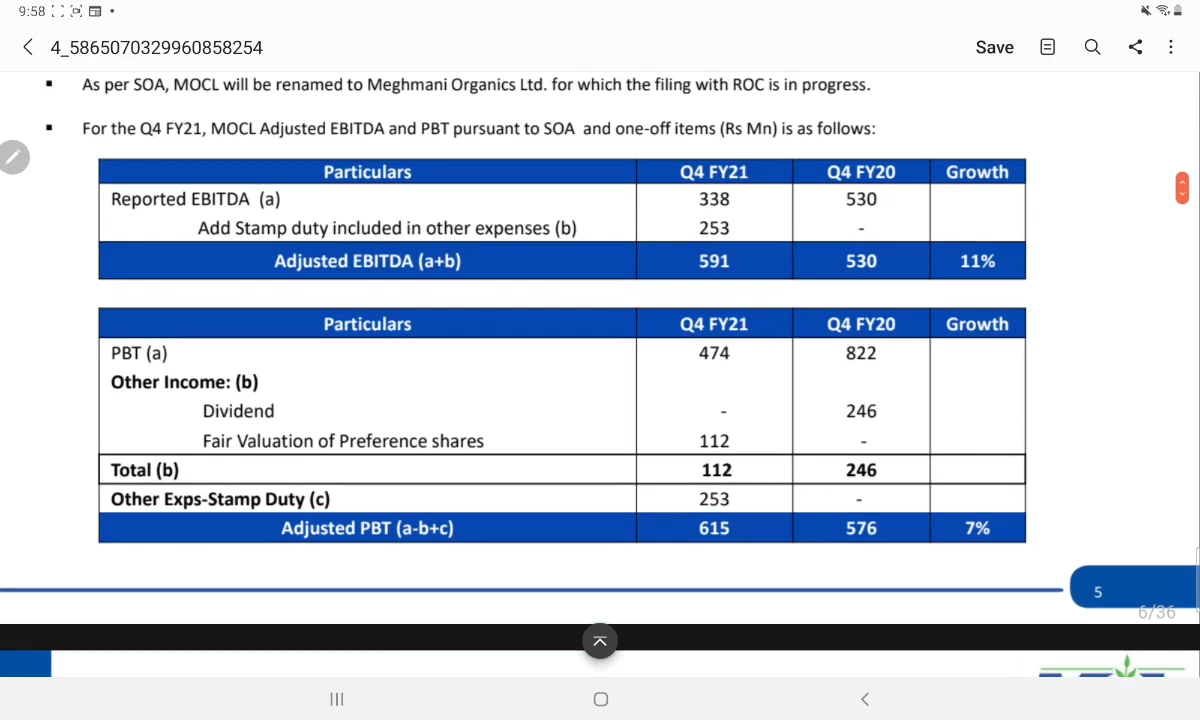 9:58
4_5865070329960858254
Save
▪ As per SOA, MOCL will be renamed to Meghmani Organics Ltd. for which the filing with ROC is in progress.
▪ For the Q4 FY21, MOCL Adjusted EBITDA and PBT pursuant to SOA and one-off items (Rs Mn) is as follows:
Particulars Q4 FY21 Q4 FY20 Growth
Reported EBITDA (a) 338 530
Add Stamp duty included in other expenses (b) 253 -
Adjusted EBITDA (a+b) 591 530 11%
Particulars Q4 FY21 Q4 FY20 Growth
PBT (a) 474 822
Other Income: (b)
Dividend - 246
Fair Valuation of Preference shares 112 -
Total (b) 112 246
Other Exps-Stamp Duty (c) 253 -
Adjusted PBT (a-b+c) 615 576 7%
5
6/36